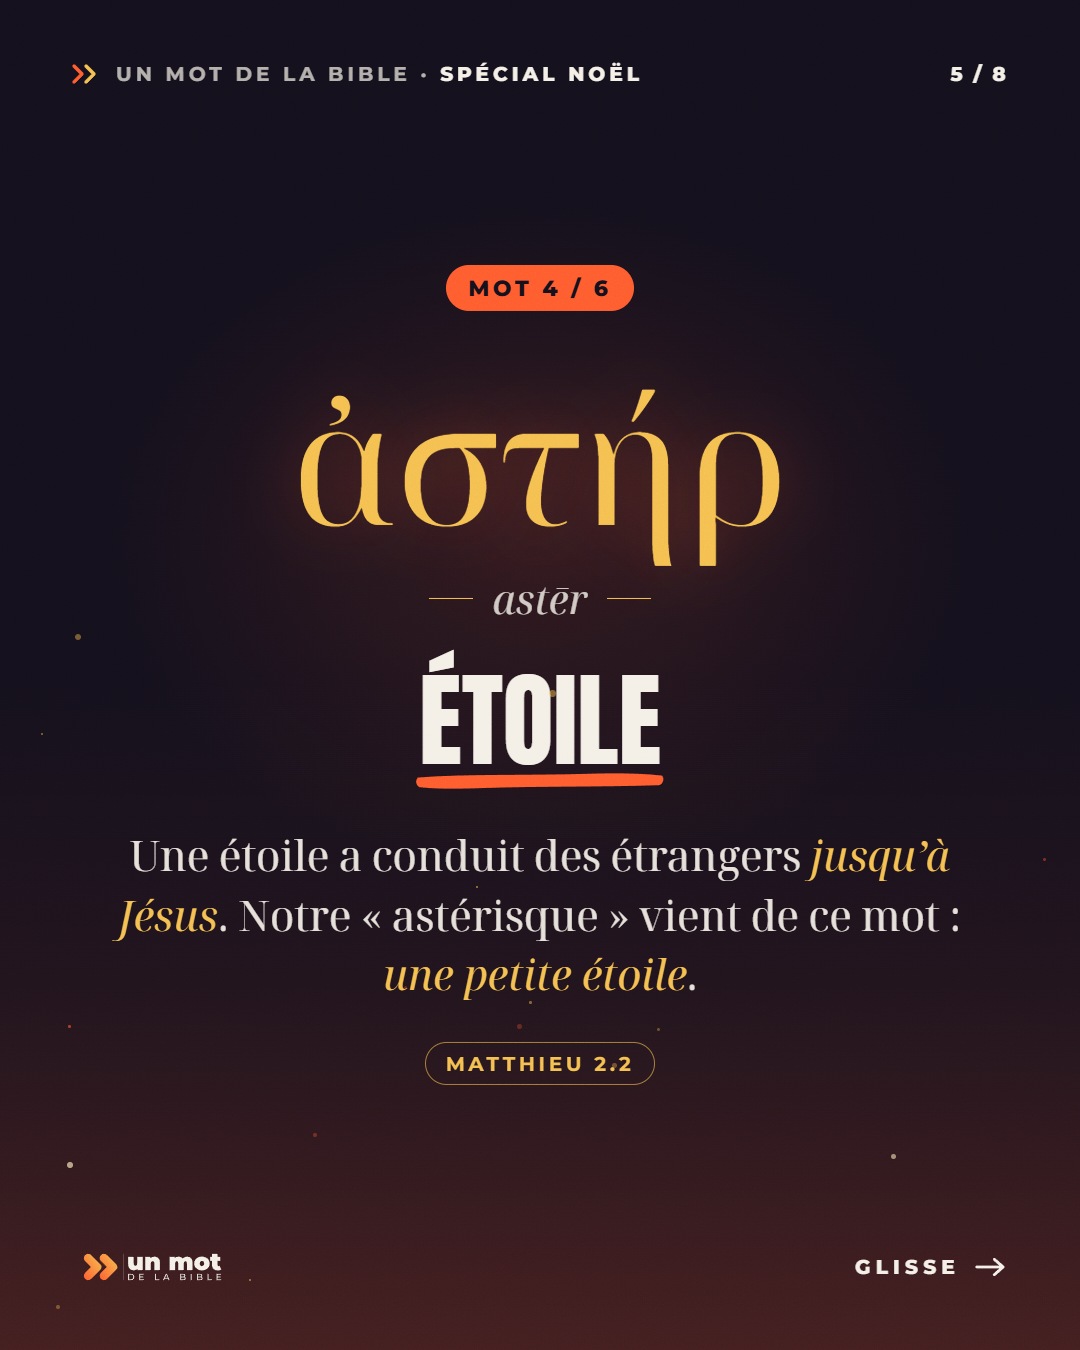 UN MOT DE LA BIBLE · SPÉCIAL NOËL
5 / 8
MOT 4 / 6
ἀστήρ
astēr
ÉTOILE
Une étoile a conduit des étrangers jusqu’à
Jésus. Notre « astérisque » vient de ce mot :
une petite étoile.
MATTHIEU 2.2
un mot
DE LA BIBLE
GLISSE →